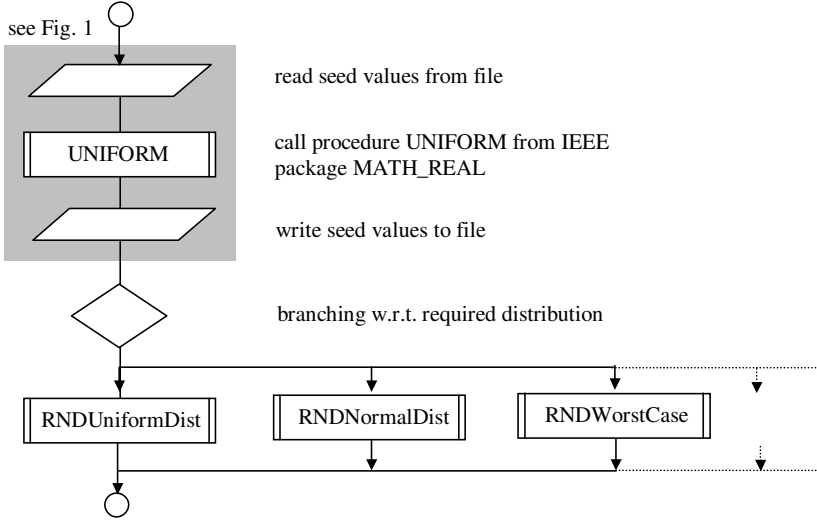 see Fig. 1
read seed values from file
UNIFORM
call procedure UNIFORM from IEEE
package MATH_REAL
write seed values to file
branching w.r.t. required distribution
RNDUniformDist
RNDNormalDist
RNDWorstCase